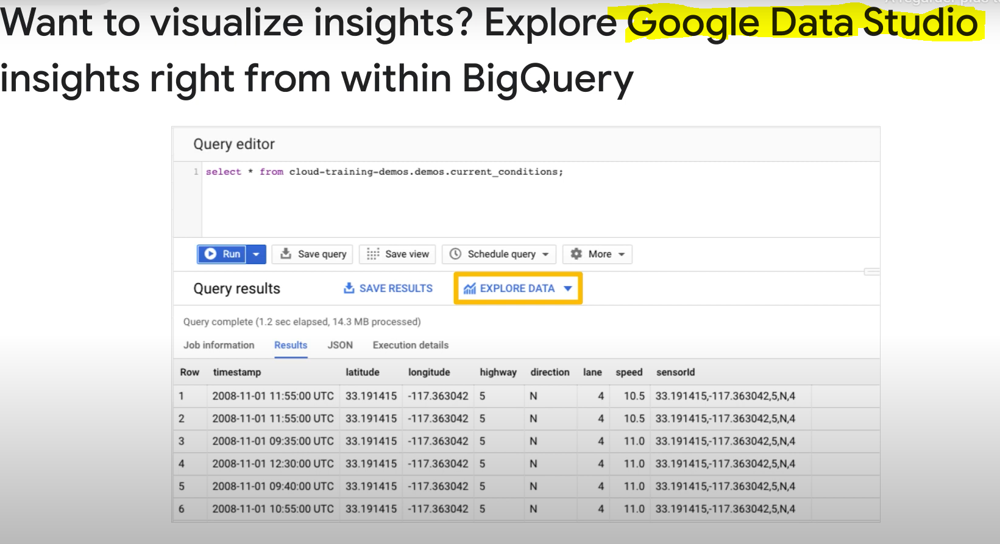 Want to visualize insights? Explore Google Data Studio
insights right from within BigQuery
Query editor
1 select * from cloud-training-demos.demos.current_conditions;
Run Save query Save view Schedule query More
Query results SAVE RESULTS EXPLORE DATA
Query complete (1.2 sec elapsed, 14.3 MB processed)
Job information Results JSON Execution details
Row timestamp latitude longitude highway direction lane speed sensorId
1 2008-11-01 11:55:00 UTC 33.191415 -117.363042 5 N 4 10.5 33.191415,-117.363042,5,N,4
2 2008-11-01 11:55:00 UTC 33.191415 -117.363042 5 N 4 10.5 33.191415,-117.363042,5,N,4
3 2008-11-01 09:35:00 UTC 33.191415 -117.363042 5 N 4 11.0 33.191415,-117.363042,5,N,4
4 2008-11-01 12:30:00 UTC 33.191415 -117.363042 5 N 4 11.0 33.191415,-117.363042,5,N,4
5 2008-11-01 09:40:00 UTC 33.191415 -117.363042 5 N 4 11.0 33.191415,-117.363042,5,N,4
6 2008-11-01 10:55:00 UTC 33.191415 -117.363042 5 N 4 11.0 33.191415,-117.363042,5,N,4